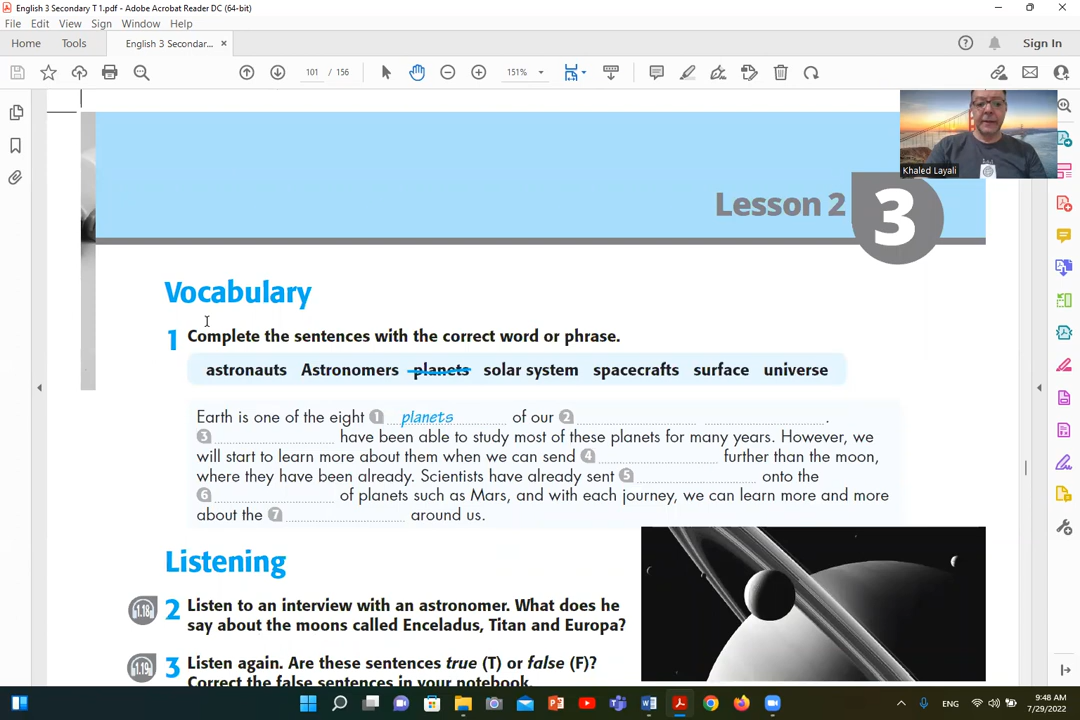 English 3 Secondary T 1.pdf - Adobe Acrobat Reader DC (64-bit)
File Edit View Sign Window Help
Home Tools English 3 Secondar... × Sign In
101 / 156 151%
Khaled Layali
Lesson 2 3
Vocabulary
1 Complete the sentences with the correct word or phrase.
astronauts Astronomers planets solar system spacecrafts surface universe
Earth is one of the eight 1 planets of our 2 .
3 have been able to study most of these planets for many years. However, we
will start to learn more about them when we can send 4 further than the moon,
where they have been already. Scientists have already sent 5 onto the
6 of planets such as Mars, and with each journey, we can learn more and more
about the 7 around us.
Listening
1.18 2 Listen to an interview with an astronomer. What does he
say about the moons called Enceladus, Titan and Europa?
1.19 3 Listen again. Are these sentences true (T) or false (F)?
Correct the false sentences in your notebook.
ENG 9:48 AM
7/29/2022